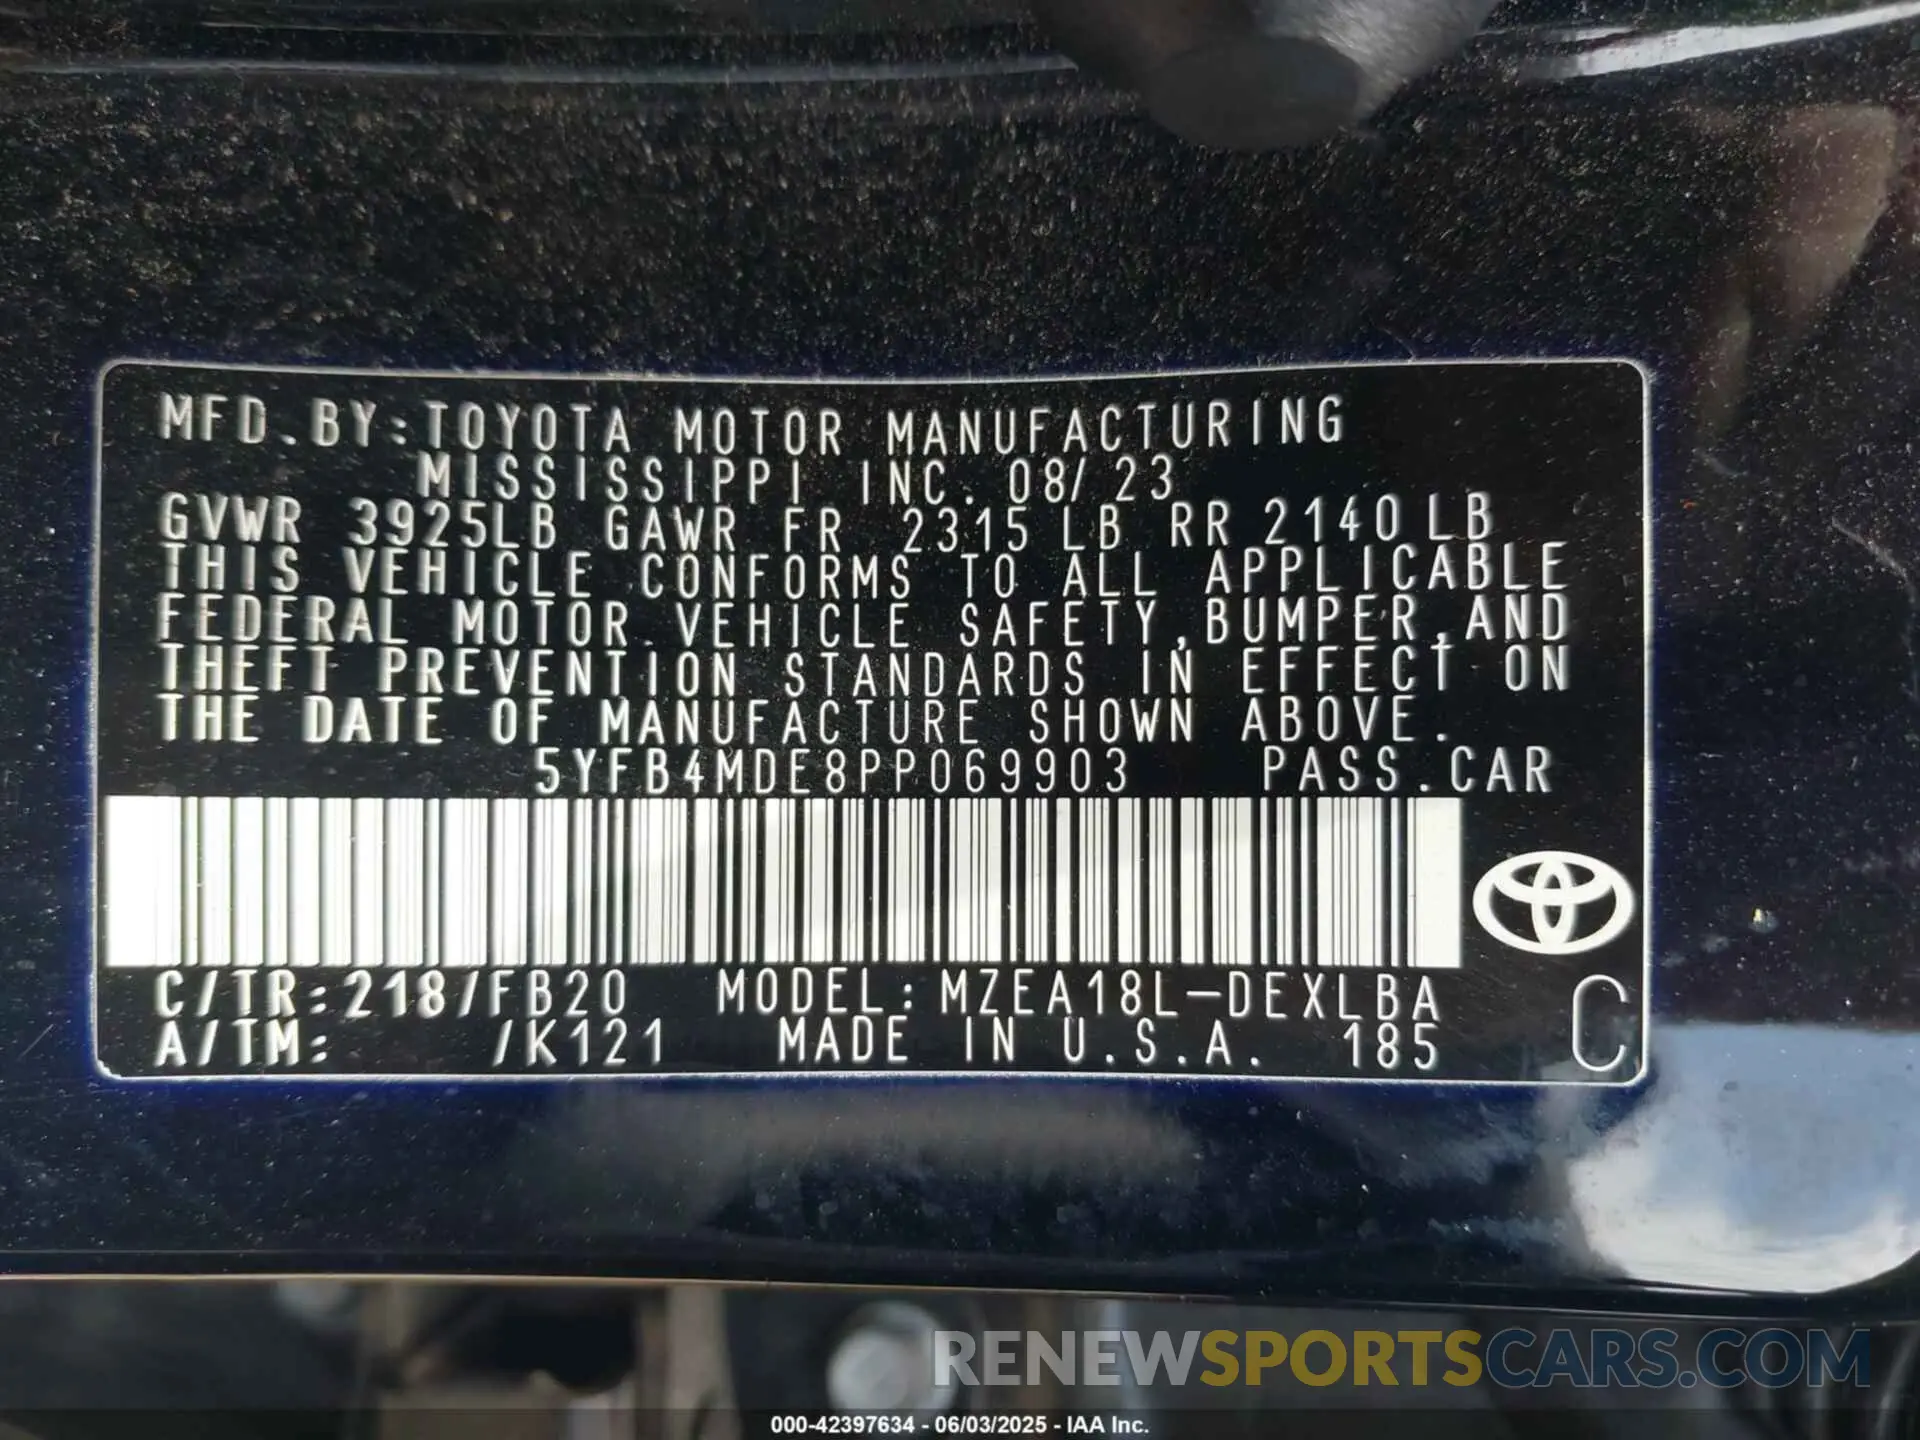 MFD.BY:TOYOTA MOTOR MANUFACTURING
MISSISSIPPI, INC. 08/23
GVWR 3925LB GAWR FR 2315 LB RR 2140LB
THIS VEHICLE CONFORMS TO ALL APPLICABLE
FEDERAL MOTOR VEHICLE SAFETY,BUMPER,AND
THEFT PREVENTION STANDARDS IN EFFECT ON
THE DATE OF MANUFACTURE SHOWN ABOVE.
5YFB4MDE8PP069903 PASS.CAR
C/TR:218/FB20 MODEL:MZEA18L-DEXLBA
A/TM: /K121 MADE IN U.S.A. 185 C
RENEWSPORTSCARS.COM
000-42397634 - 06/03/2025 - IAA Inc.